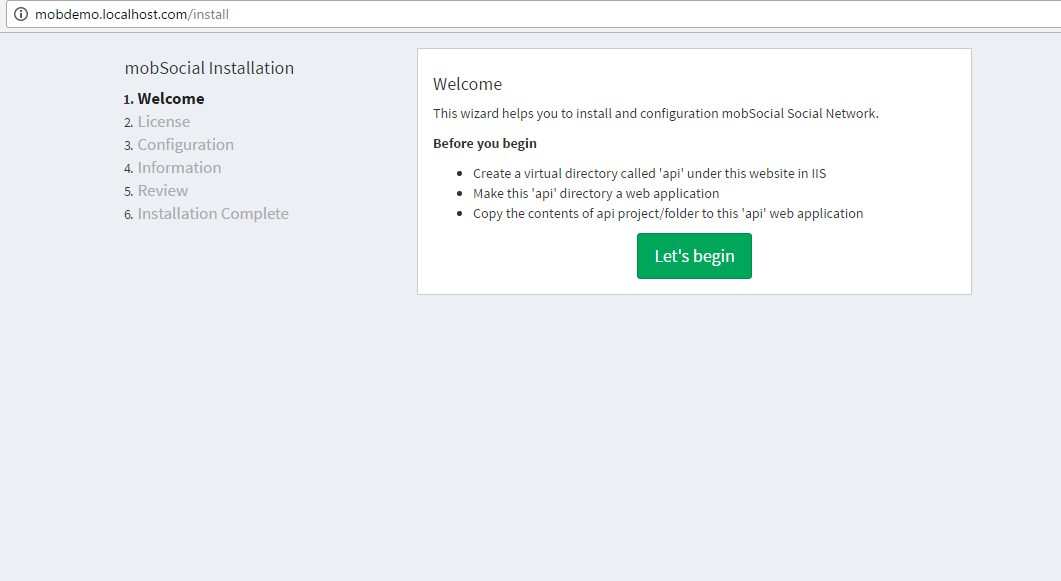 mobdemo.localhost.com/install
mobSocial Installation
1. Welcome
2. License
3. Configuration
4. Information
5. Review
6. Installation Complete
Welcome
This wizard helps you to install and configuration mobSocial Social Network.
Before you begin
• Create a virtual directory called 'api' under this website in IIS
• Make this 'api' directory a web application
• Copy the contents of api project/folder to this 'api' web application
Let's begin